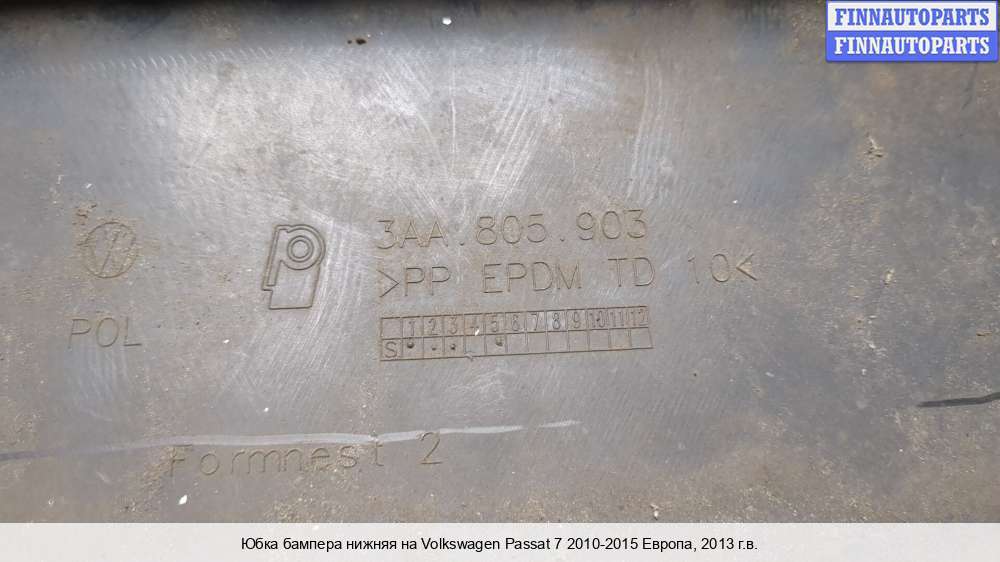 FINNAUTOPARTS
FINNAUTOPARTS
3AA.805.903
>PP EPDM TD 10<
POL
1 2 3 4 5 6 7 8 9 10 11 12
S
Formnest 2
Юбка бампера нижняя на Volkswagen Passat 7 2010-2015 Европа, 2013 г.в.